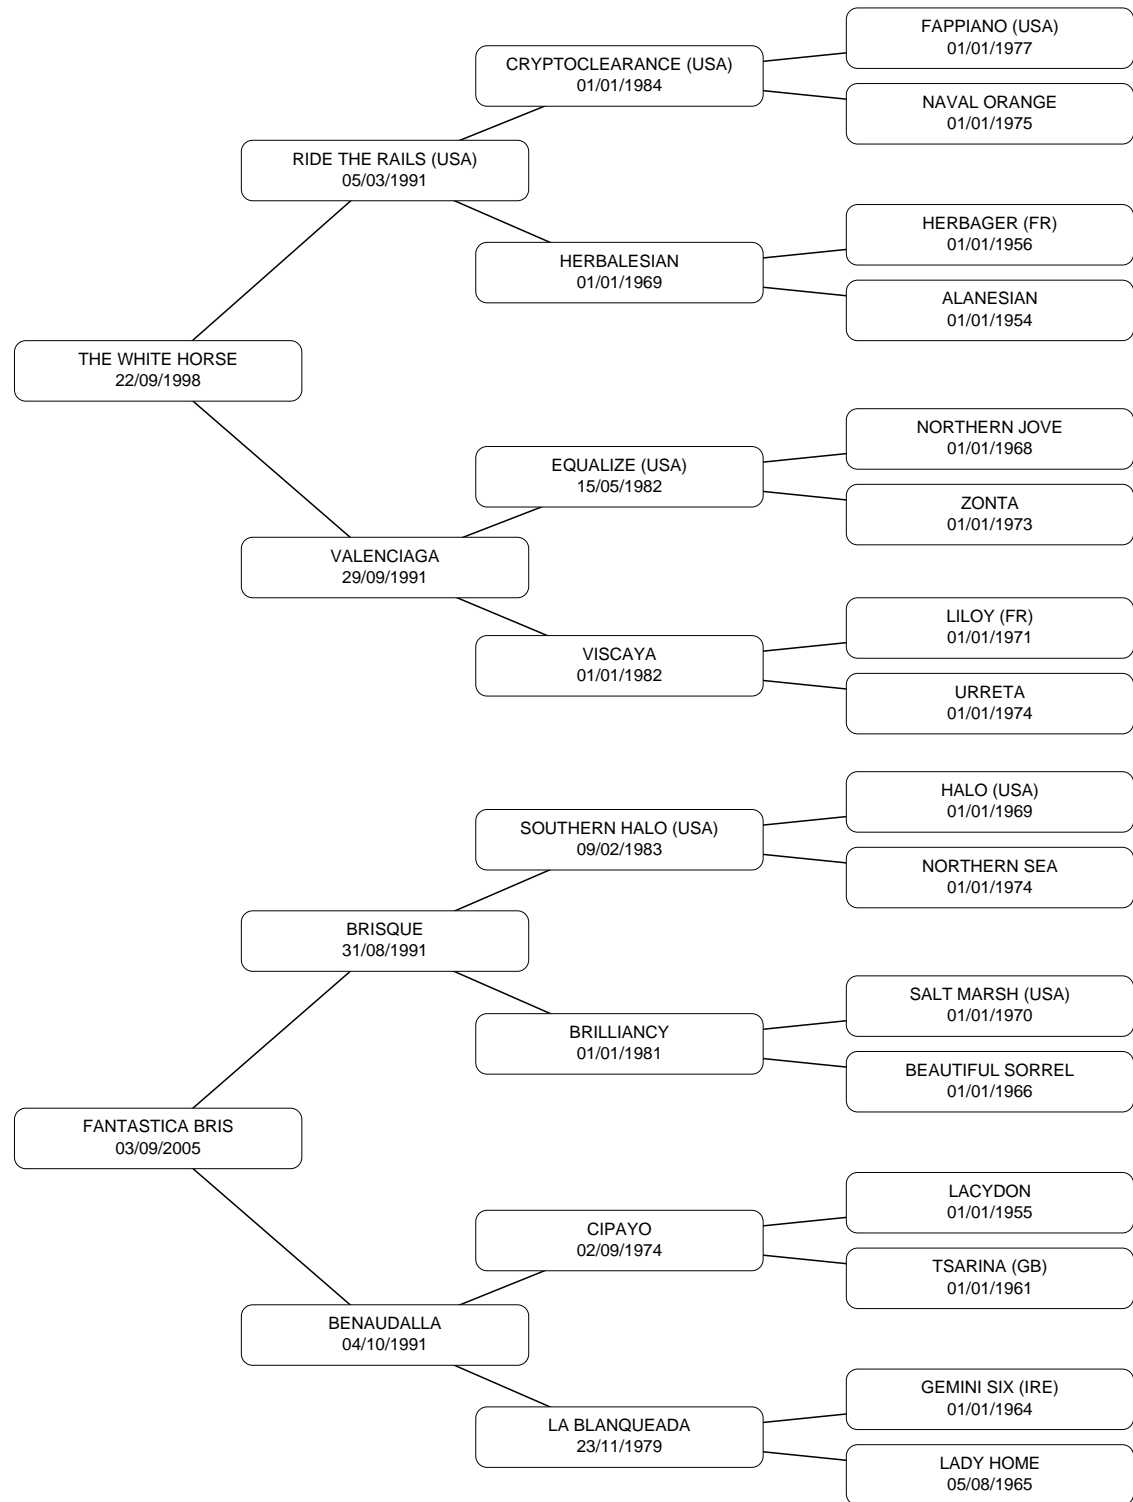 FAPPIANO (USA)
01/01/1977
CRYPTOCLEARANCE (USA)
01/01/1984
NAVAL ORANGE
01/01/1975
RIDE THE RAILS (USA)
05/03/1991
HERBAGER (FR)
01/01/1956
HERBALESIAN
01/01/1969
ALANESIAN
01/01/1954
THE WHITE HORSE
22/09/1998
NORTHERN JOVE
01/01/1968
EQUALIZE (USA)
15/05/1982
ZONTA
01/01/1973
VALENCIAGA
29/09/1991
LILOY (FR)
01/01/1971
VISCAYA
01/01/1982
URRETA
01/01/1974
HALO (USA)
01/01/1969
SOUTHERN HALO (USA)
09/02/1983
NORTHERN SEA
01/01/1974
BRISQUE
31/08/1991
SALT MARSH (USA)
01/01/1970
BRILLIANCY
01/01/1981
BEAUTIFUL SORREL
01/01/1966
FANTASTICA BRIS
03/09/2005
LACYDON
01/01/1955
CIPAYO
02/09/1974
TSARINA (GB)
01/01/1961
BENAUDALLA
04/10/1991
GEMINI SIX (IRE)
01/01/1964
LA BLANQUEADA
23/11/1979
LADY HOME
05/08/1965